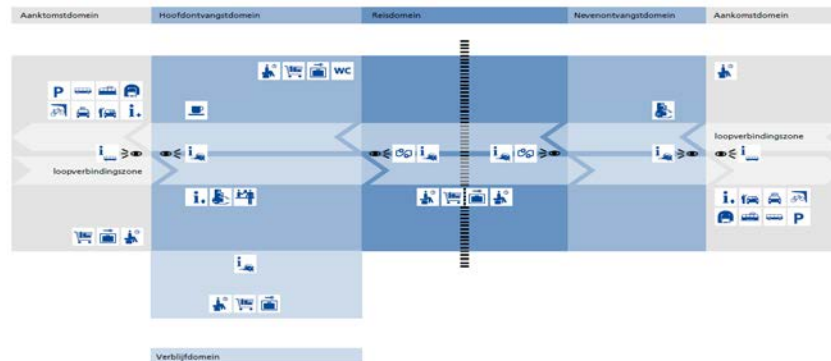 Aanktomstdomein
Hoofdontvangstdomein
Reisdomein
Nevenontvangstdomein
Aankomstdomein
WC
P
i
loopverbindingszone
i
i
i
i
i
i
loopverbindingszone
i
i
P
i
Verblijfdomein